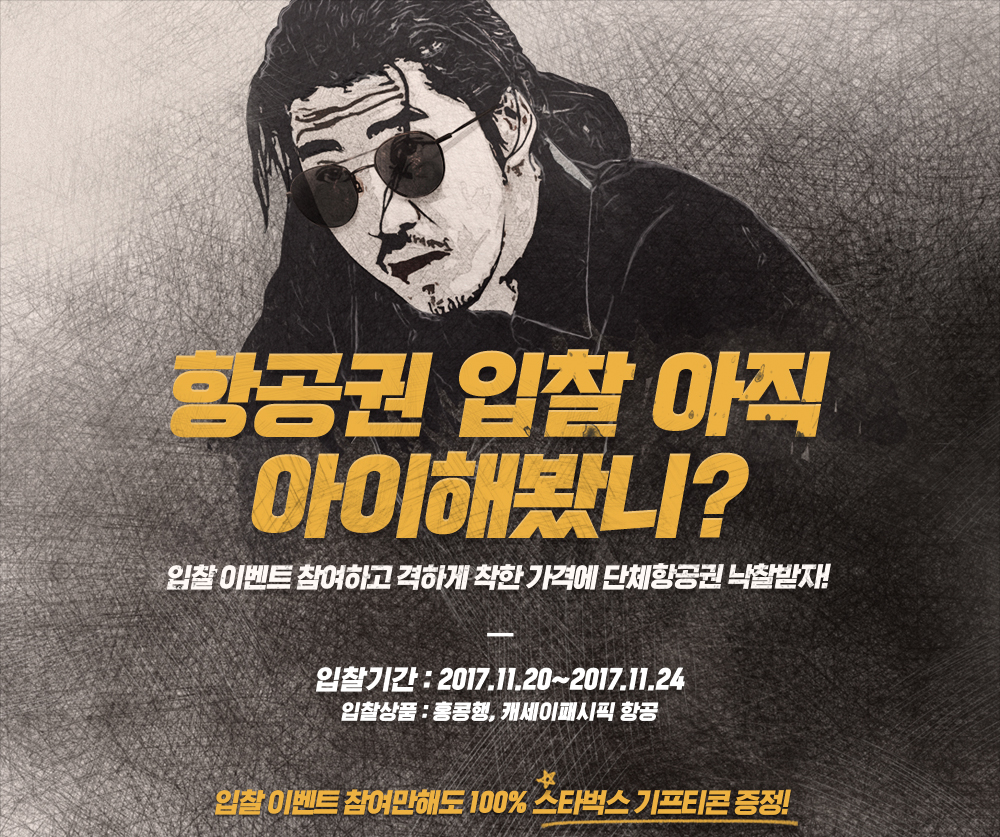 항공권 입찰 아직
아이해봤니?
입찰 이벤트 참여하고 격하게 착한 가격에 단체항공권 낙찰받자!
입찰기간 : 2017.11.20~2017.11.24
입찰상품 : 홍콩행, 캐세이패시픽 항공
입찰 이벤트 참여만해도 100% 스타벅스 기프티콘 증정!